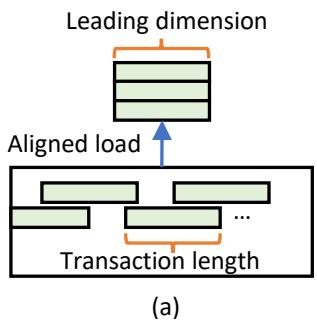 Leading dimension
Aligned load
...
Transaction length
(a)